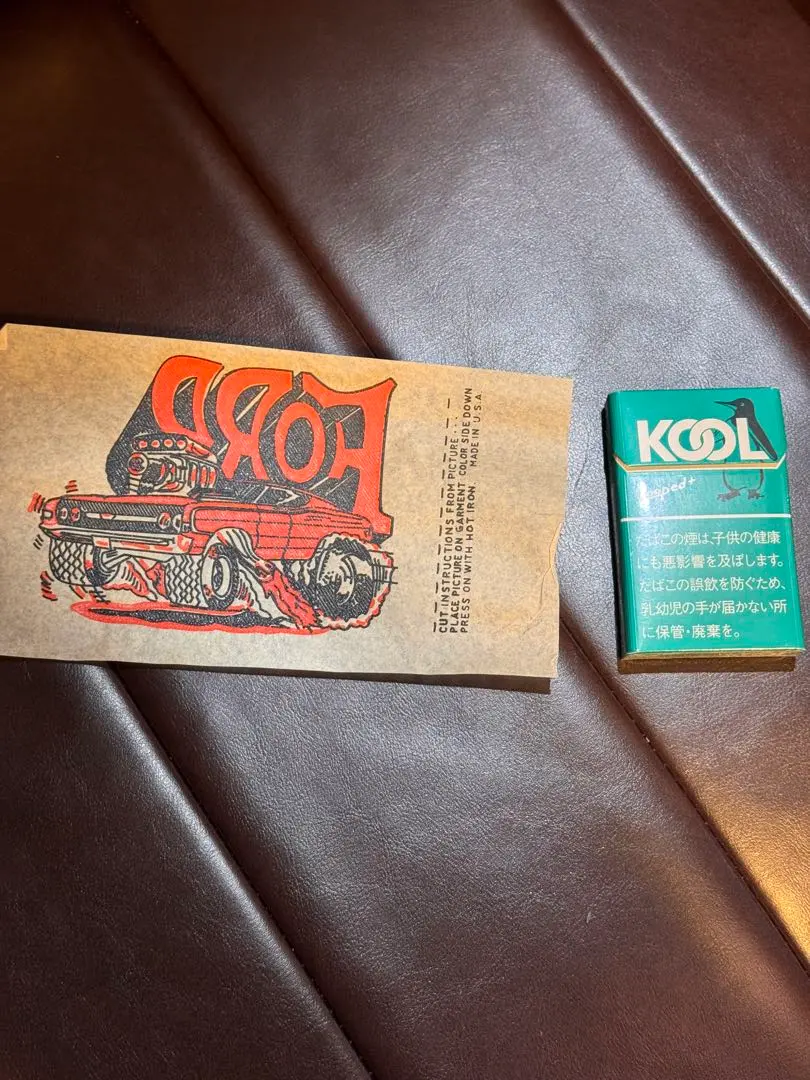 FORD
CUT INSTRUCTIONS FROM PICTURE . . .
PLACE PICTURE ON GARMENT COLOR SIDE DOWN
PRESS ON WITH HOT IRON. MADE IN U.S.A.
KOOL
たばこの煙は、子供の健康
にも悪影響を及ぼします。
たばこの誤飲を防ぐため、
乳幼児の手が届かない所
に保管・廃棄を。